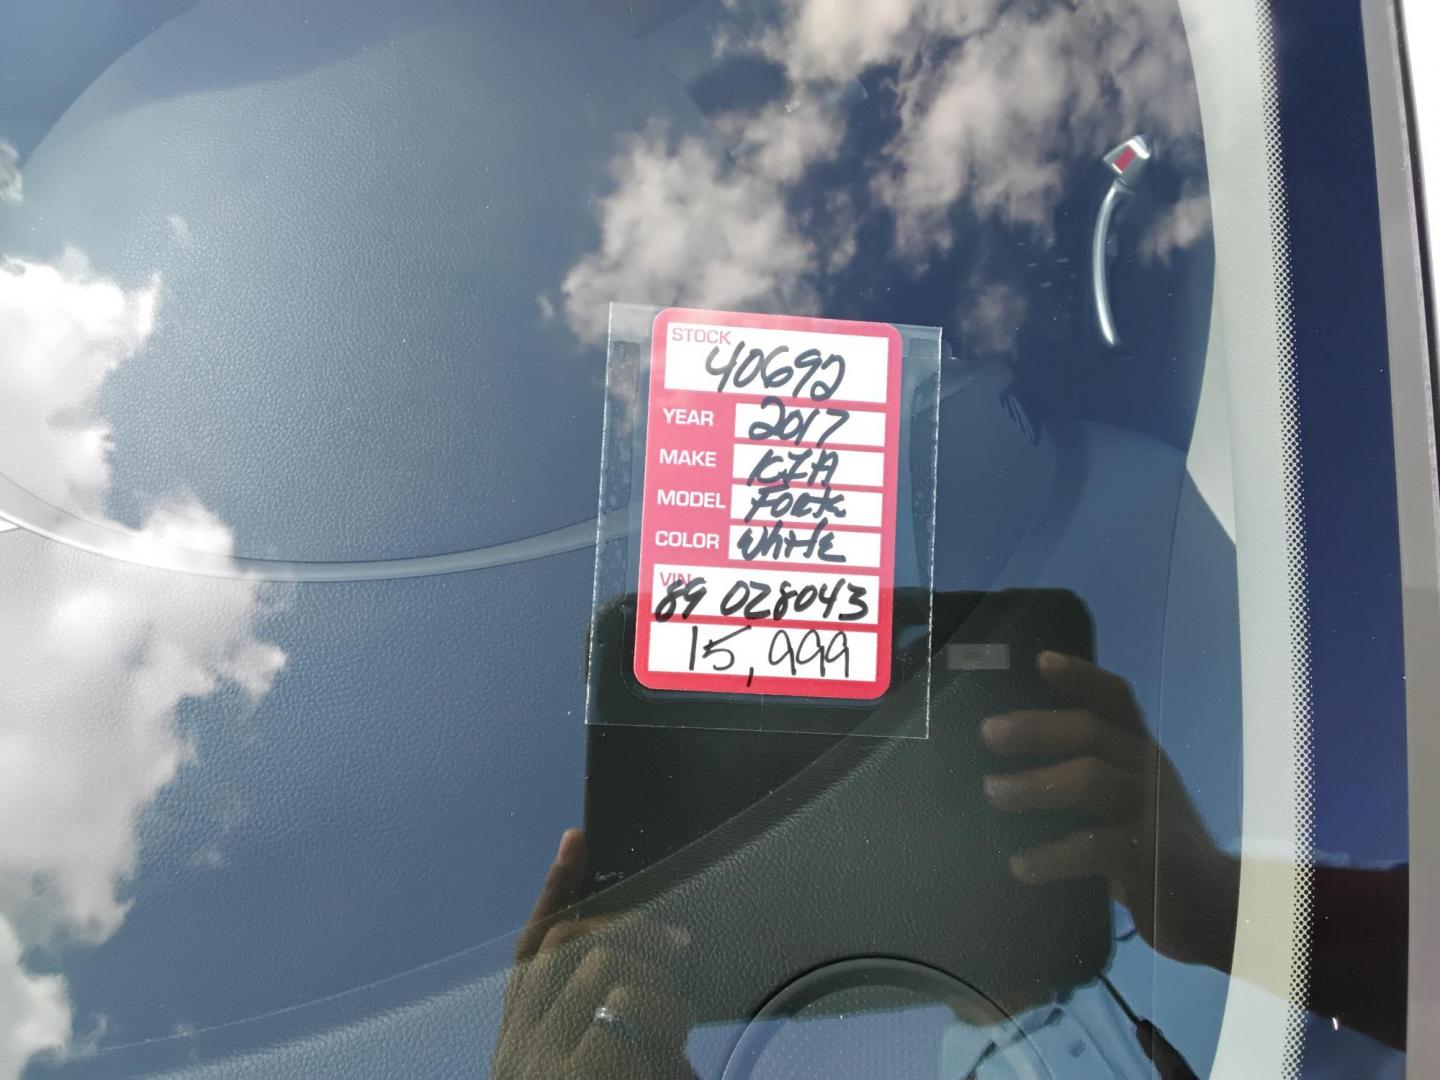 STOCK
40692
YEAR 2017
MAKE KIA
MODEL Forte
COLOR White
VIN
89 028043
15,999